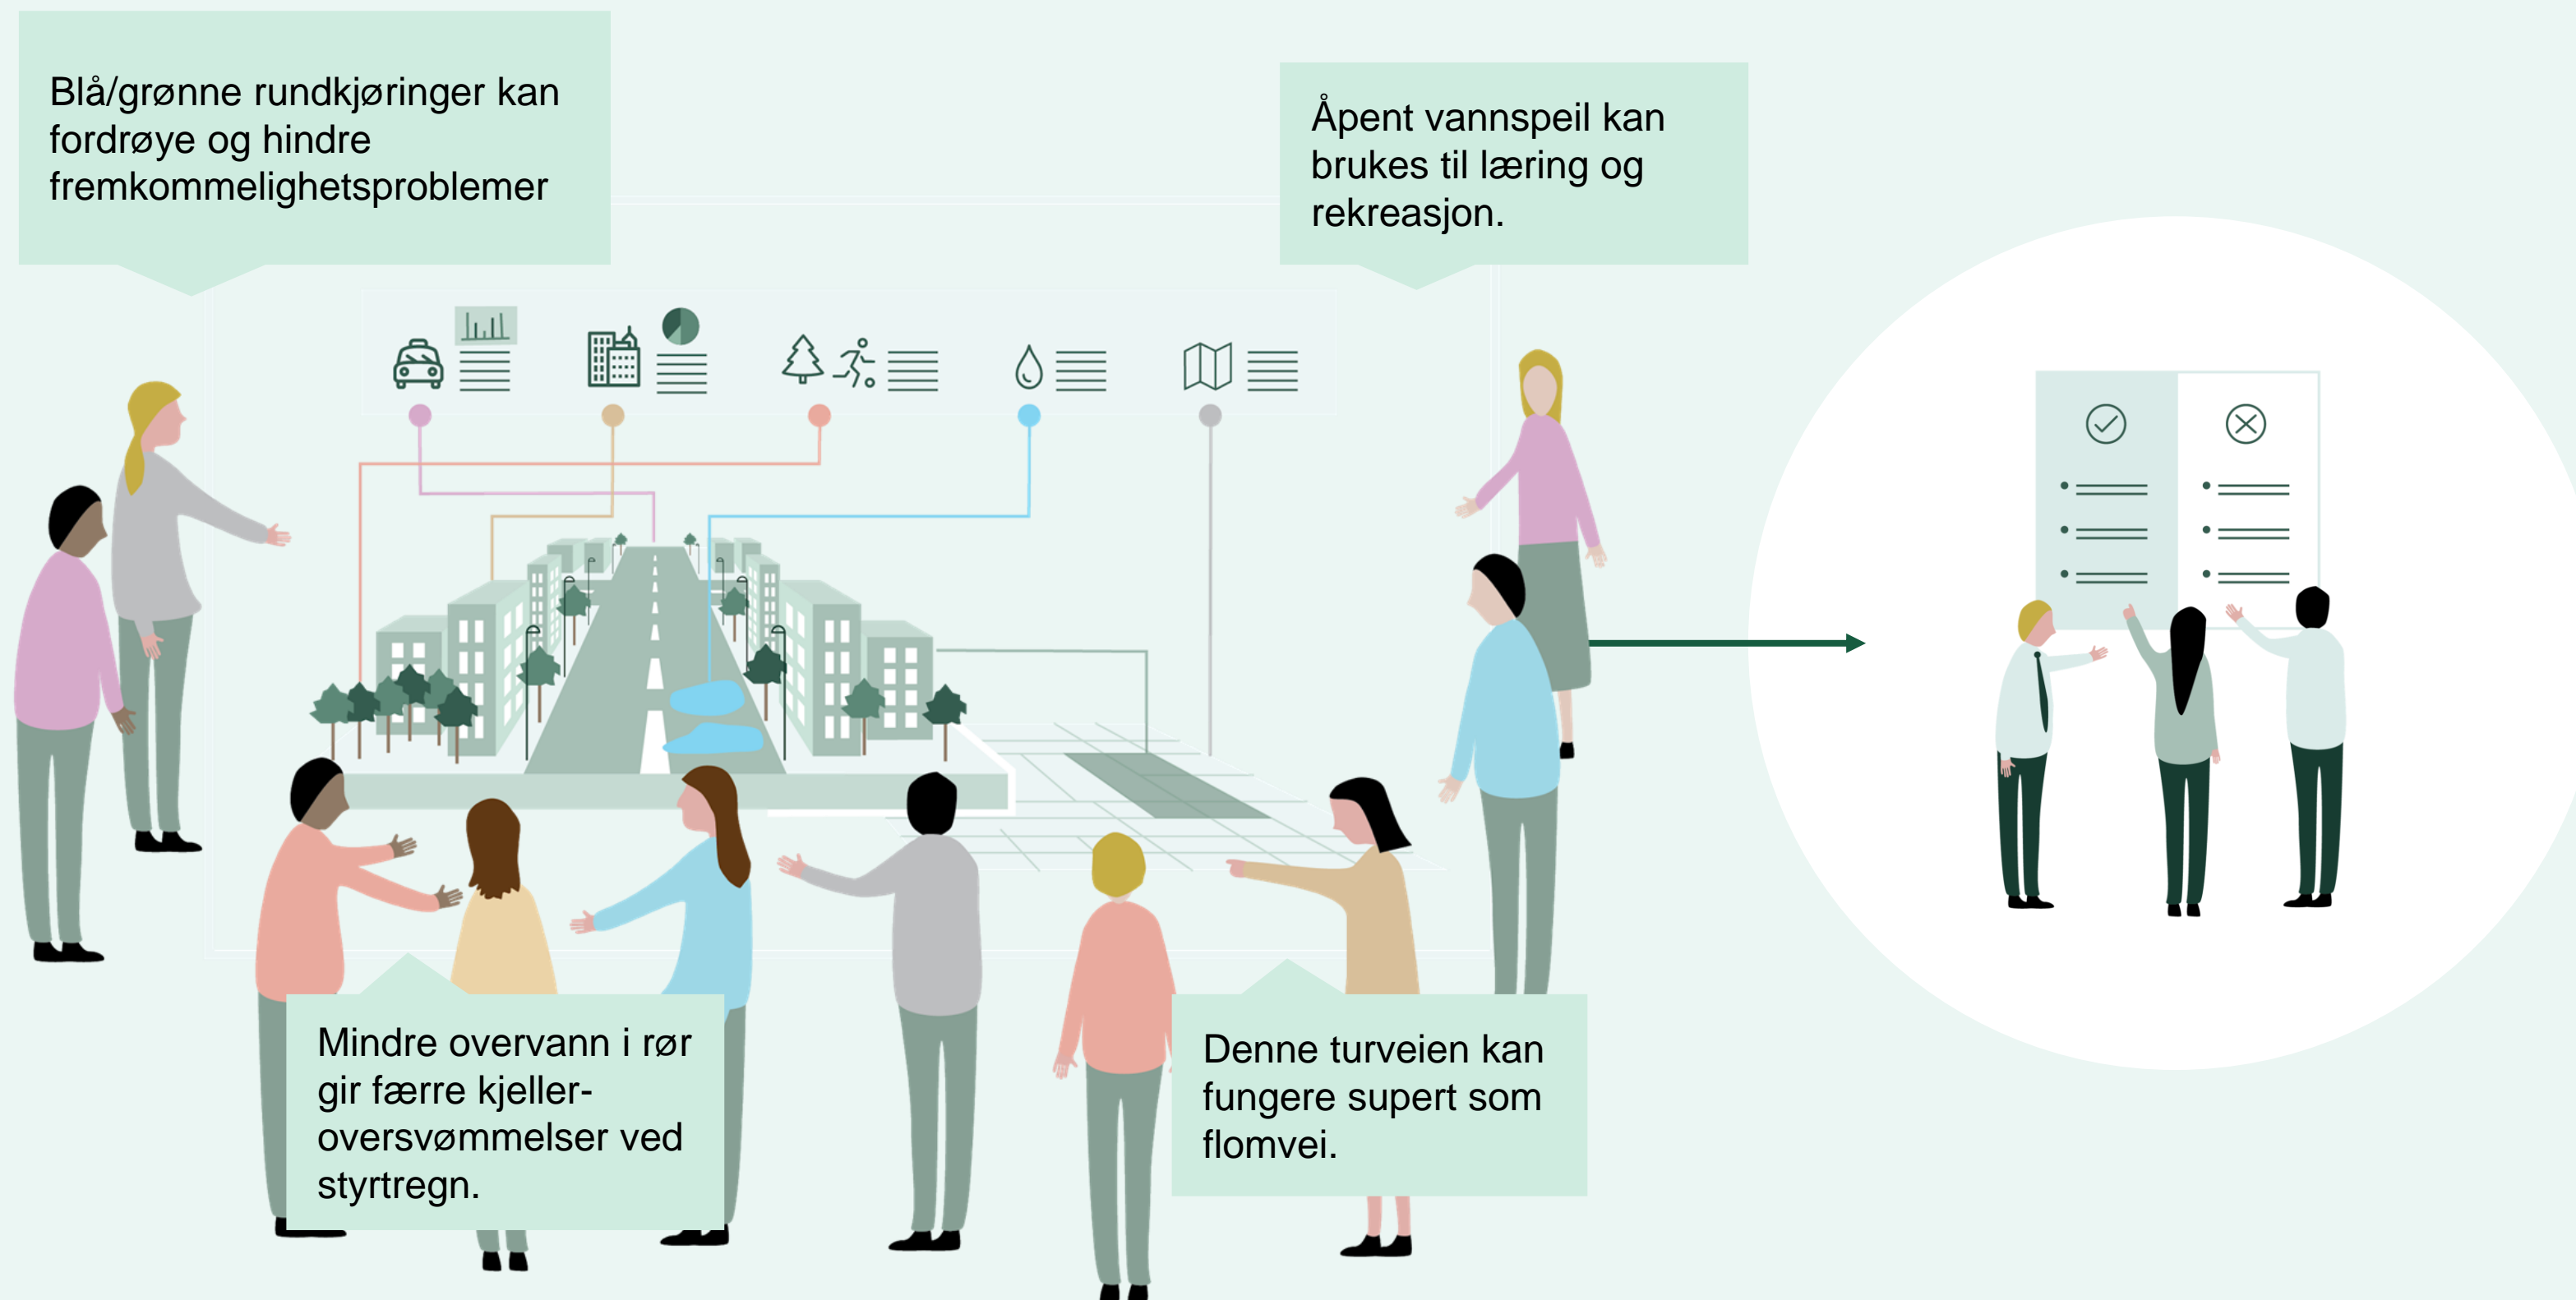 Blå/grønne rundkjøringer kan
fordrøye og hindre
fremkommelighetsproblemer
Åpent vannspeil kan
brukes til læring og
rekreasjon.
Mindre overvann i rør
gir færre kjeller-
oversvømmelser ved
styrtregn.
Denne turveien kan
fungere supert som
flomvei.